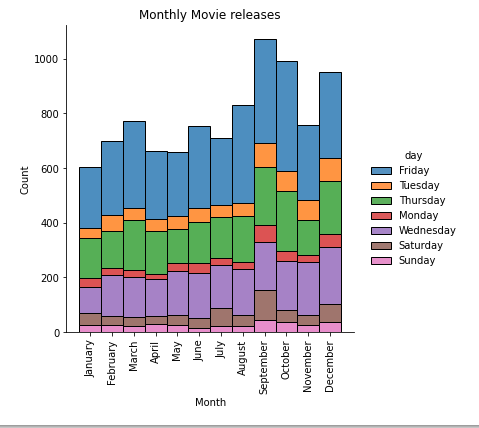 Monthly Movie releases
Count
1000
800
600
400
200
0
January
February
March
April
May
June
July
August
September
October
November
December
Month
day
Friday
Tuesday
Thursday
Monday
Wednesday
Saturday
Sunday